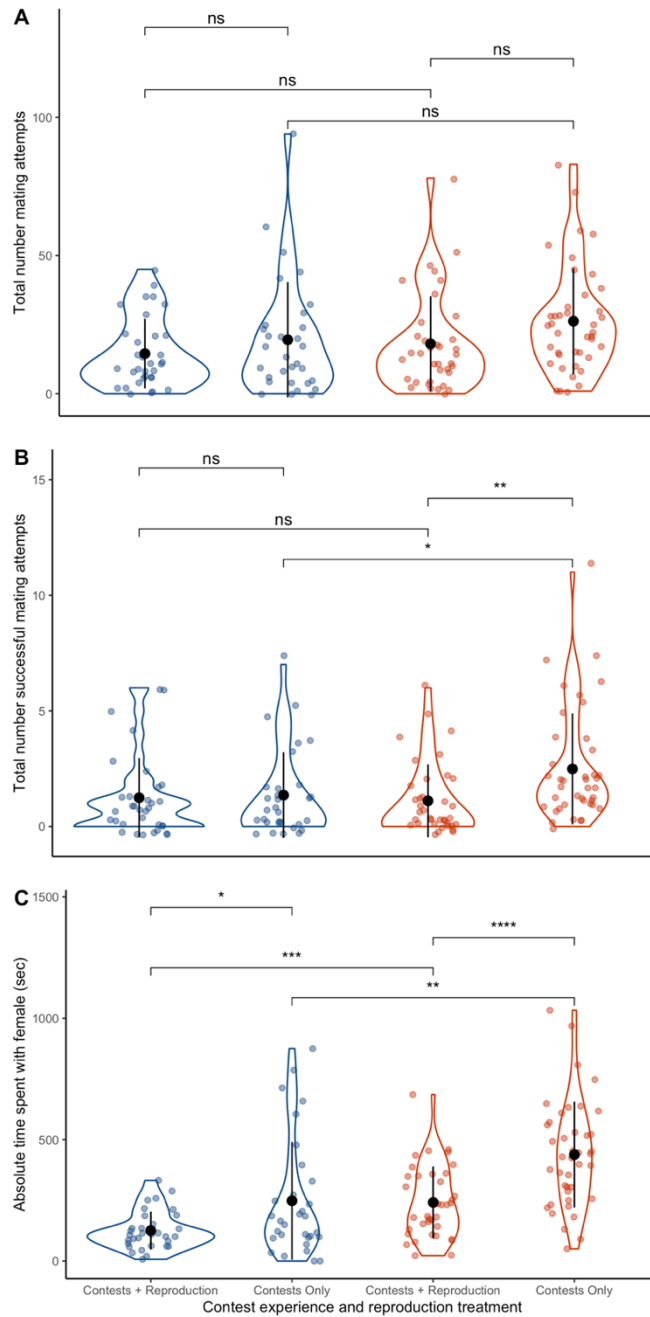 A
ns
ns
ns
ns
Total number mating attempts
100
50
0
B
ns
**
ns
*
Total number successful mating attempts
15
10
5
0
C
*
****
***
**
Absolute time spent with female (sec)
1500
1000
500
0
Contests + Reproduction Contests Only Contests + Reproduction Contests Only
Contest experience and reproduction treatment